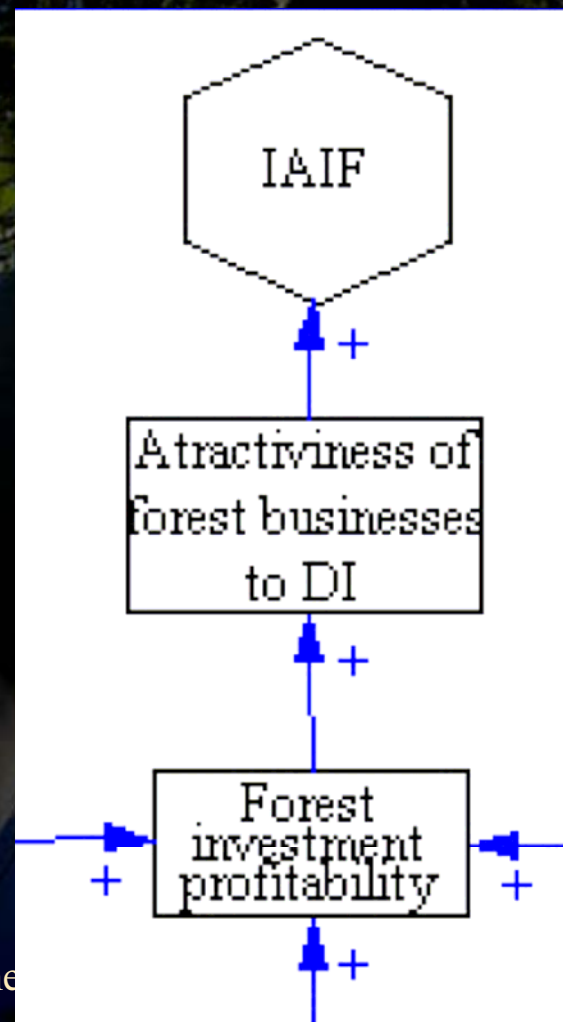 IAIF
+
Atractiviness of
forest businesses
to DI
+
Forest
investment
profitability
+ +
+